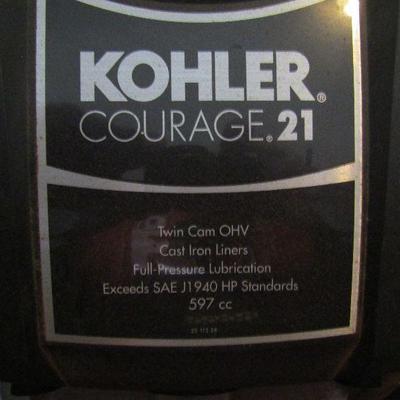 KOHLER®
COURAGE® 21
Twin Cam OHV
Cast Iron Liners
Full-Pressure Lubrication
Exceeds SAE J1940 HP Standards
597 cc